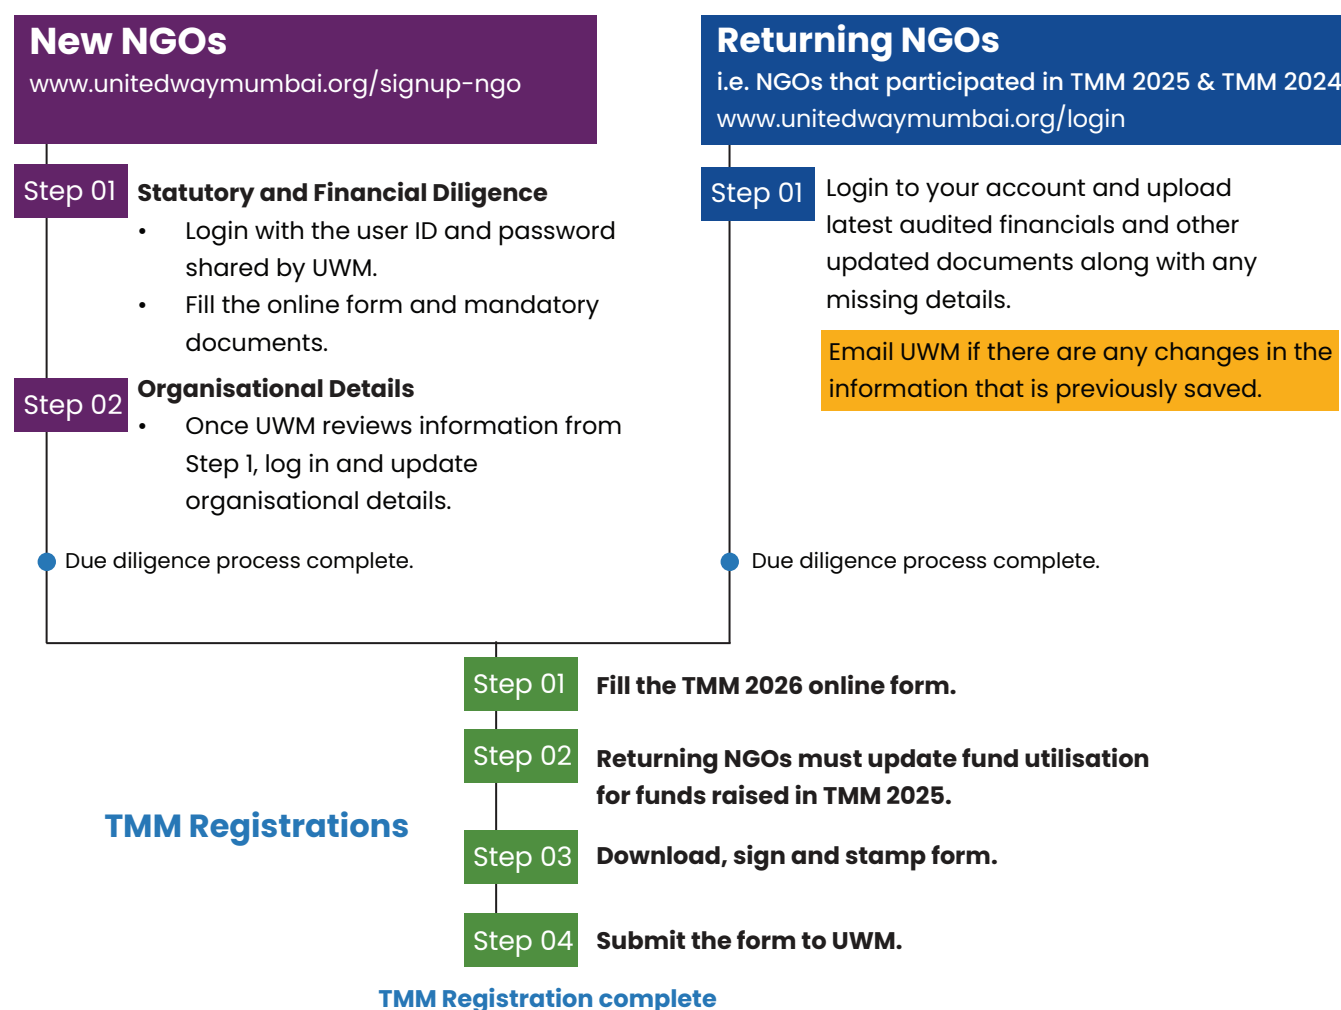 New NGOs
www.unitedwaymumbai.org/signup-ngo
Step 01
Statutory and Financial Diligence
• Login with the user ID and password
shared by UWM.
• Fill the online form and mandatory
documents.
Step 02
Organisational Details
• Once UWM reviews information from
Step 1, log in and update
organisational details.
Due diligence process complete.
Returning NGOs
i.e. NGOs that participated in TMM 2025 & TMM 2024
www.unitedwaymumbai.org/login
Step 01
Login to your account and upload
latest audited financials and other
updated documents along with any
missing details.
Email UWM if there are any changes in the
information that is previously saved.
Due diligence process complete.
TMM Registrations
Step 01
Fill the TMM 2026 online form.
Step 02
Returning NGOs must update fund utilisation
for funds raised in TMM 2025.
Step 03
Download, sign and stamp form.
Step 04
Submit the form to UWM.
TMM Registration complete